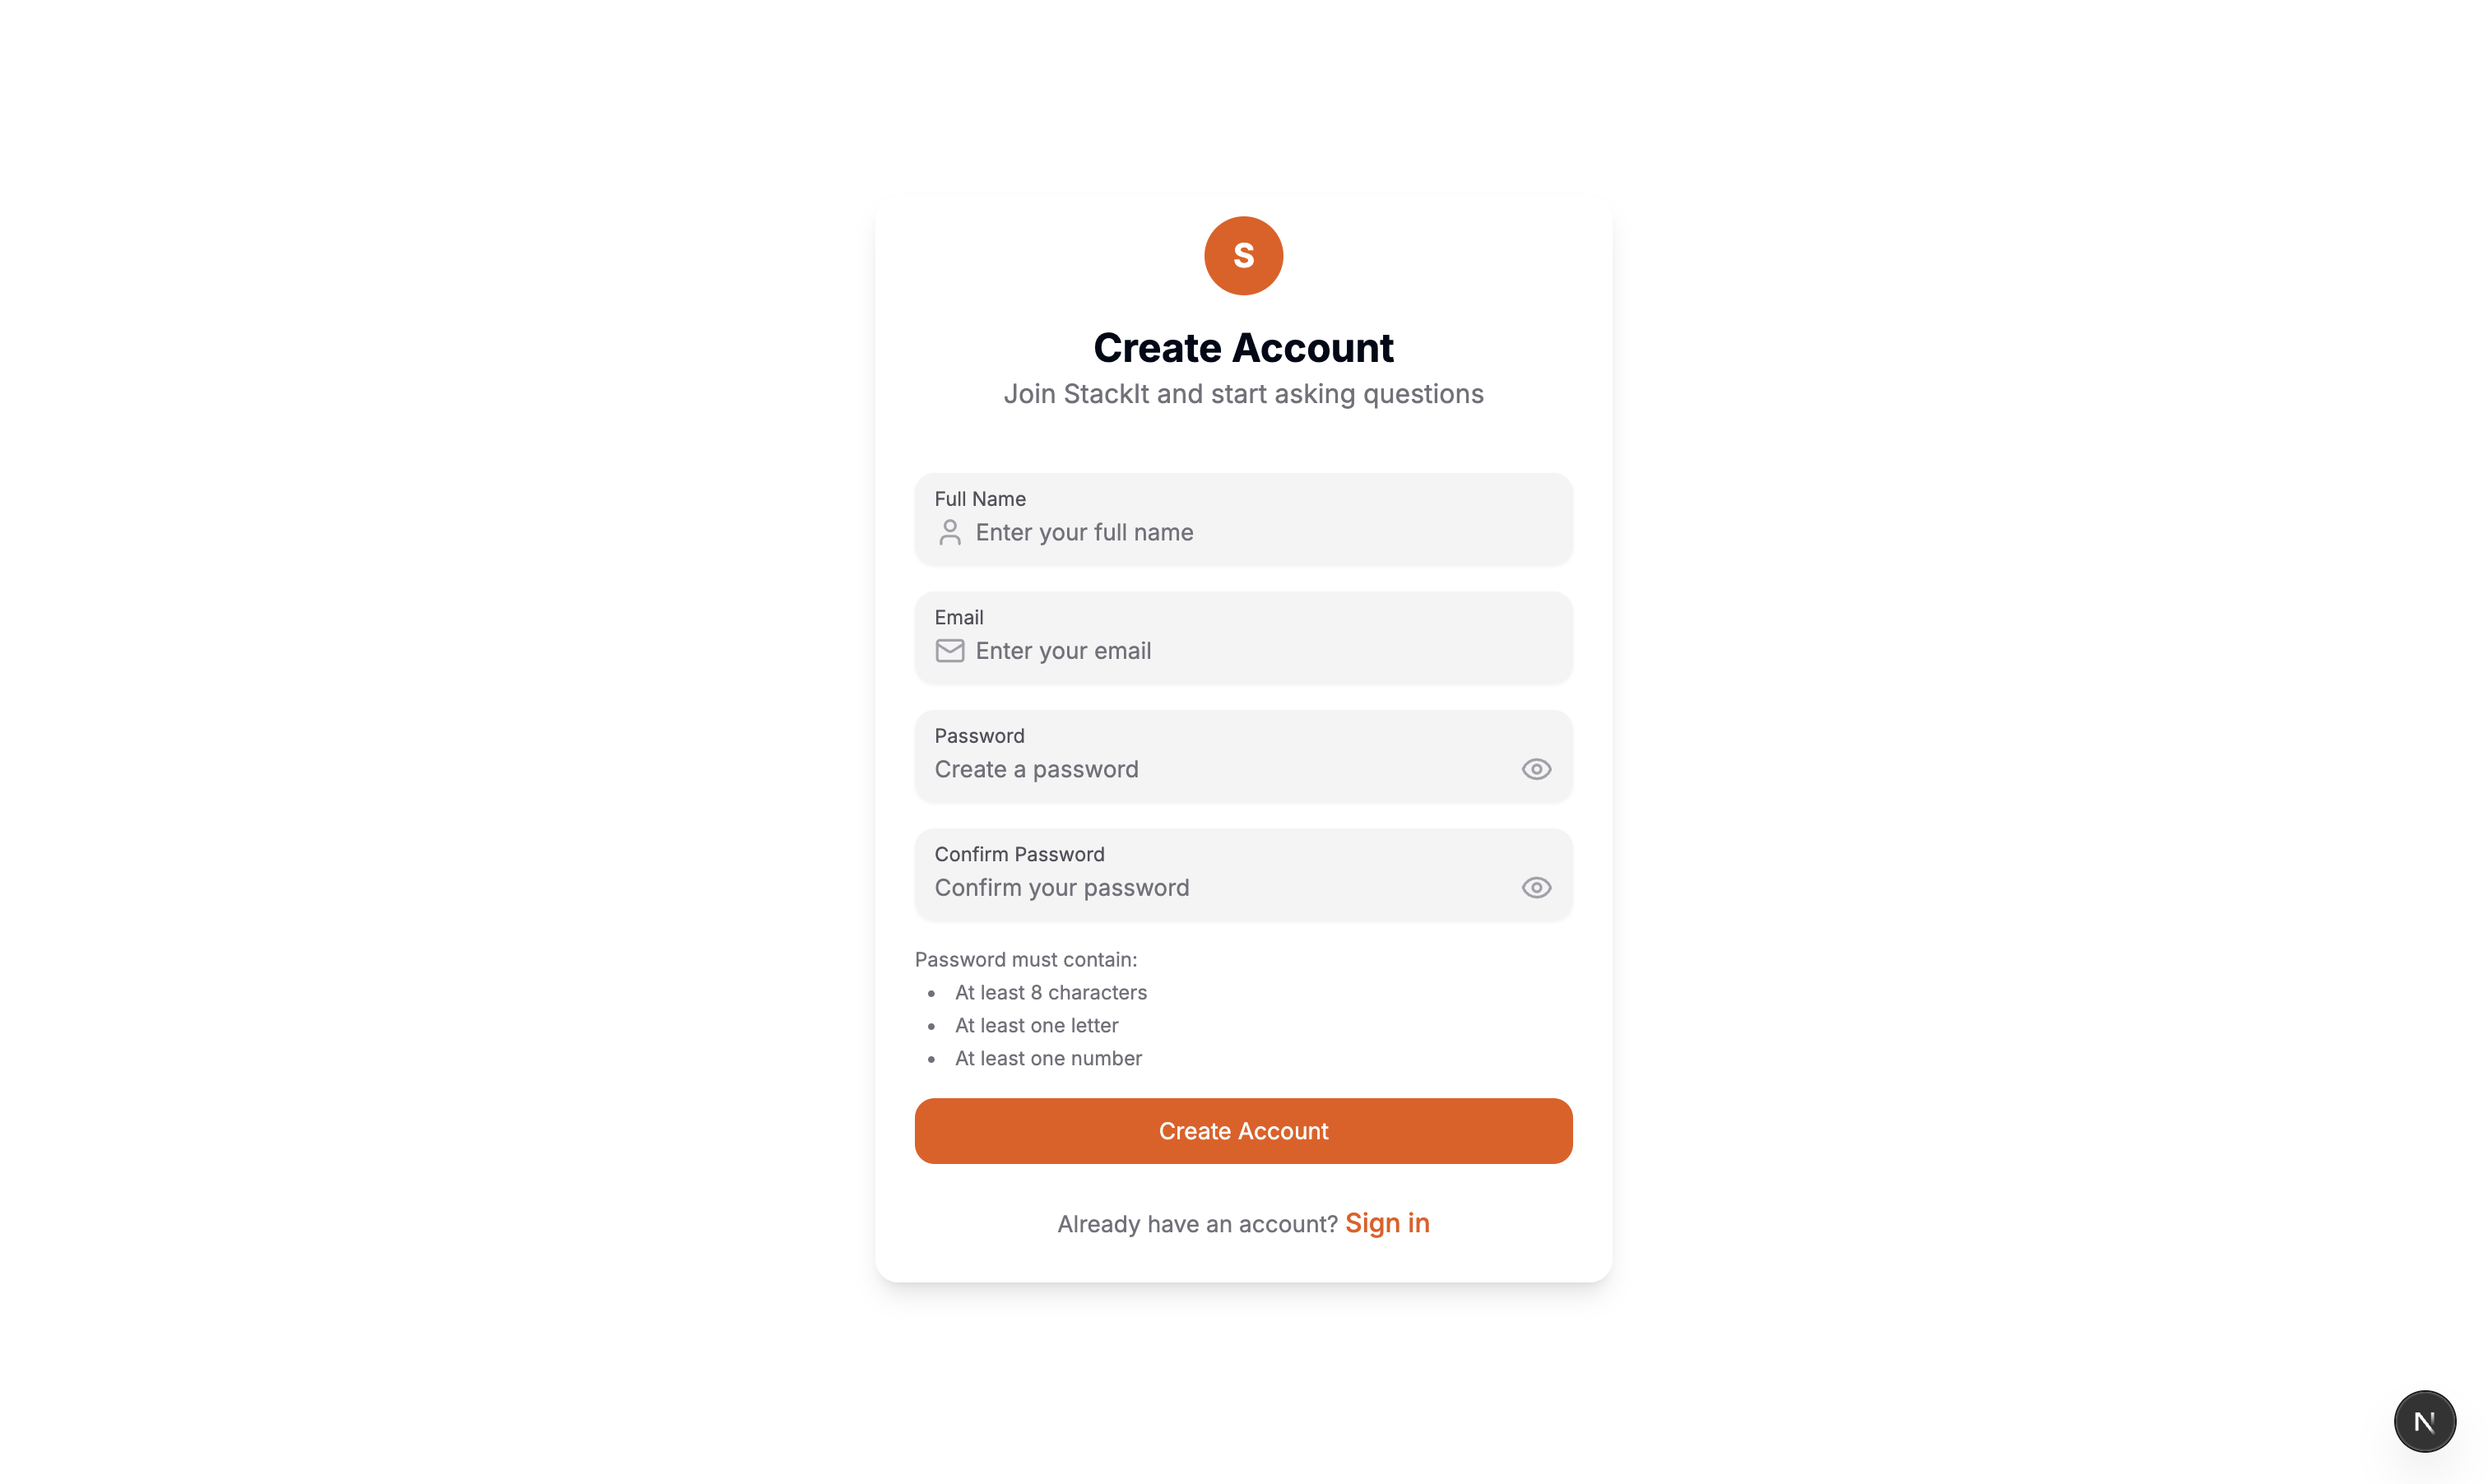 S
Create Account
Join StackIt and start asking questions
Full Name
Enter your full name
Email
Enter your email
Password
Create a password
Confirm Password
Confirm your password
Password must contain:
• At least 8 characters
• At least one letter
• At least one number
Create Account
Already have an account? Sign in
N